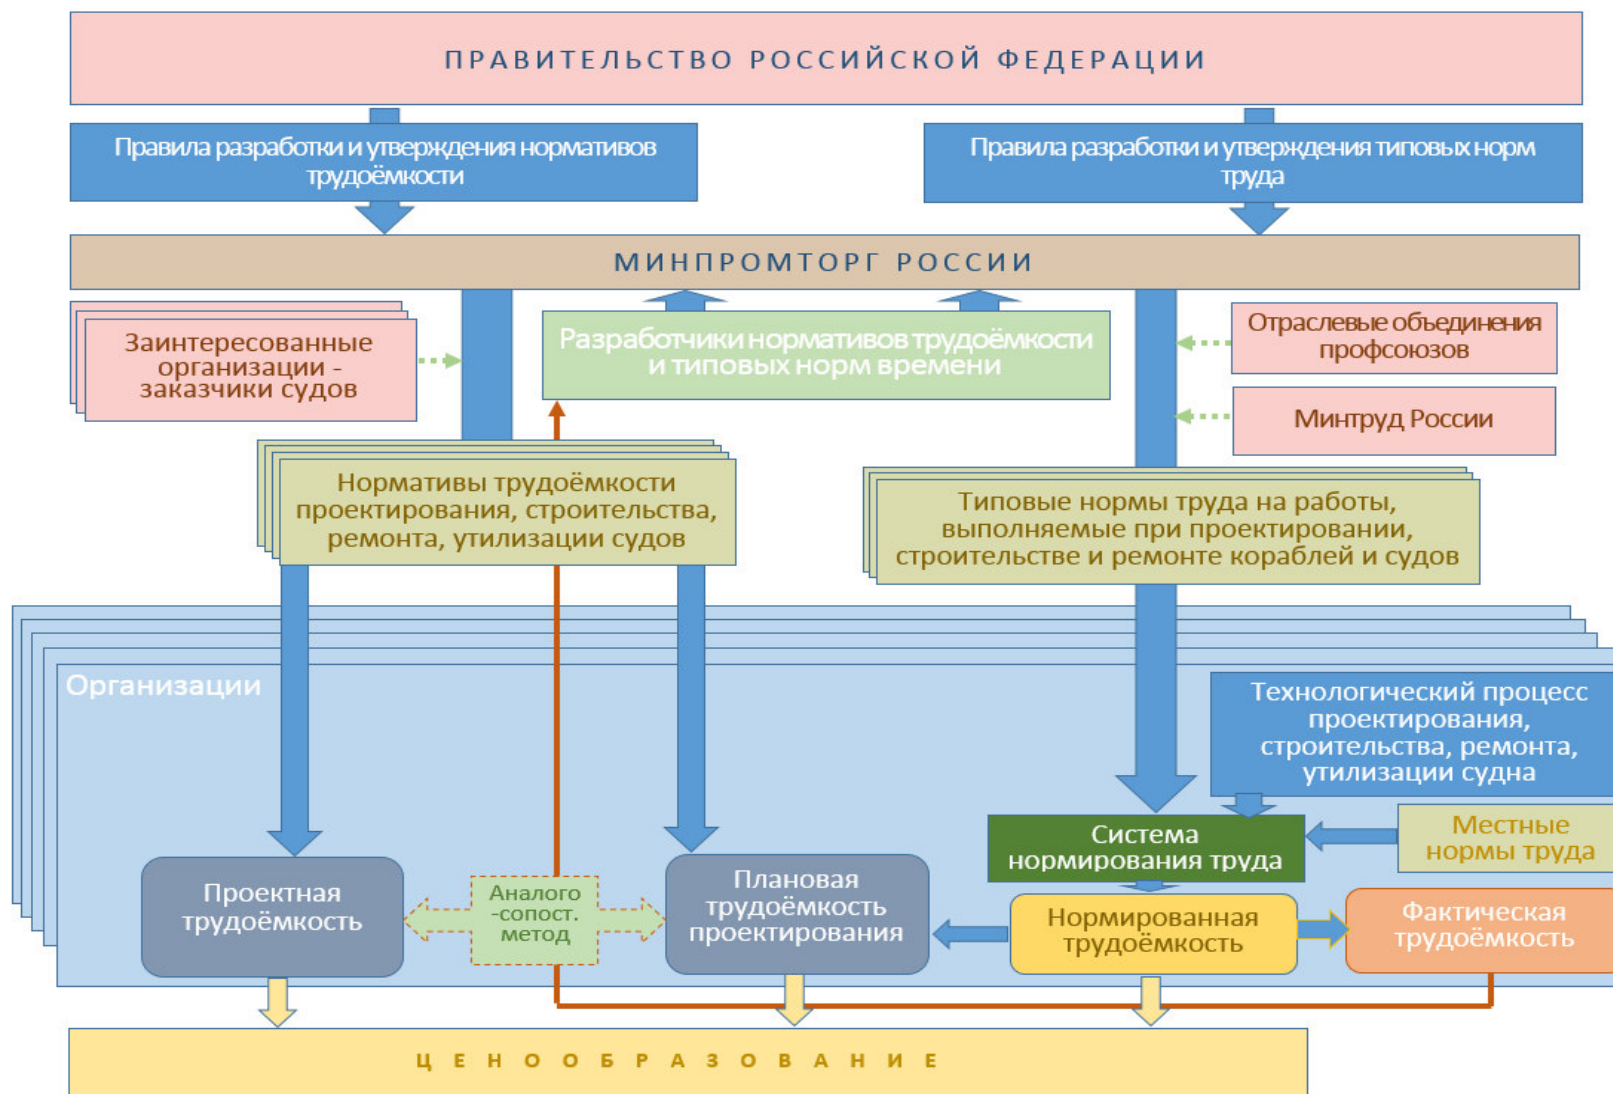 ПРАВИТЕЛЬСТВО РОССИЙСКОЙ ФЕДЕРАЦИИ
Правила разработки и утверждения нормативов
трудоёмкости
Правила разработки и утверждения типовых норм
труда
МИНПРОМТОРГ РОССИИ
Заинтересованные
организации -
заказчики судов
Разработчики нормативов трудоёмкости
и типовых норм времени
Отраслевые объединения
профсоюзов
Минтруд России
Нормативы трудоёмкости
проектирования, строительства,
ремонта, утилизации судов
Типовые нормы труда на работы,
выполняемые при проектировании,
строительстве и ремонте кораблей и судов
Организации
Технологический процесс
проектирования,
строительства, ремонта,
утилизации судна
Система
нормирования труда
Местные
нормы труда
Проектная
трудоёмкость
Аналого
-сопост.
метод
Плановая
трудоёмкость
проектирования
Нормированная
трудоёмкость
Фактическая
трудоёмкость
ЦЕНООБРАЗОВАНИЕ